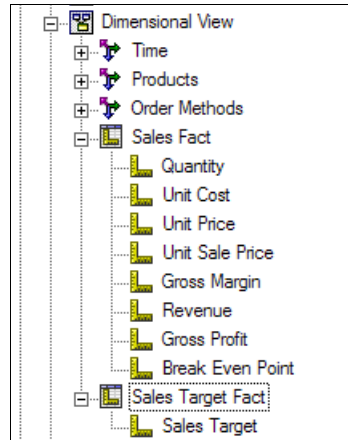 Dimensional View
Time
Products
Order Methods
Sales Fact
Quantity
Unit Cost
Unit Price
Unit Sale Price
Gross Margin
Revenue
Gross Profit
Break Even Point
Sales Target Fact
Sales Target